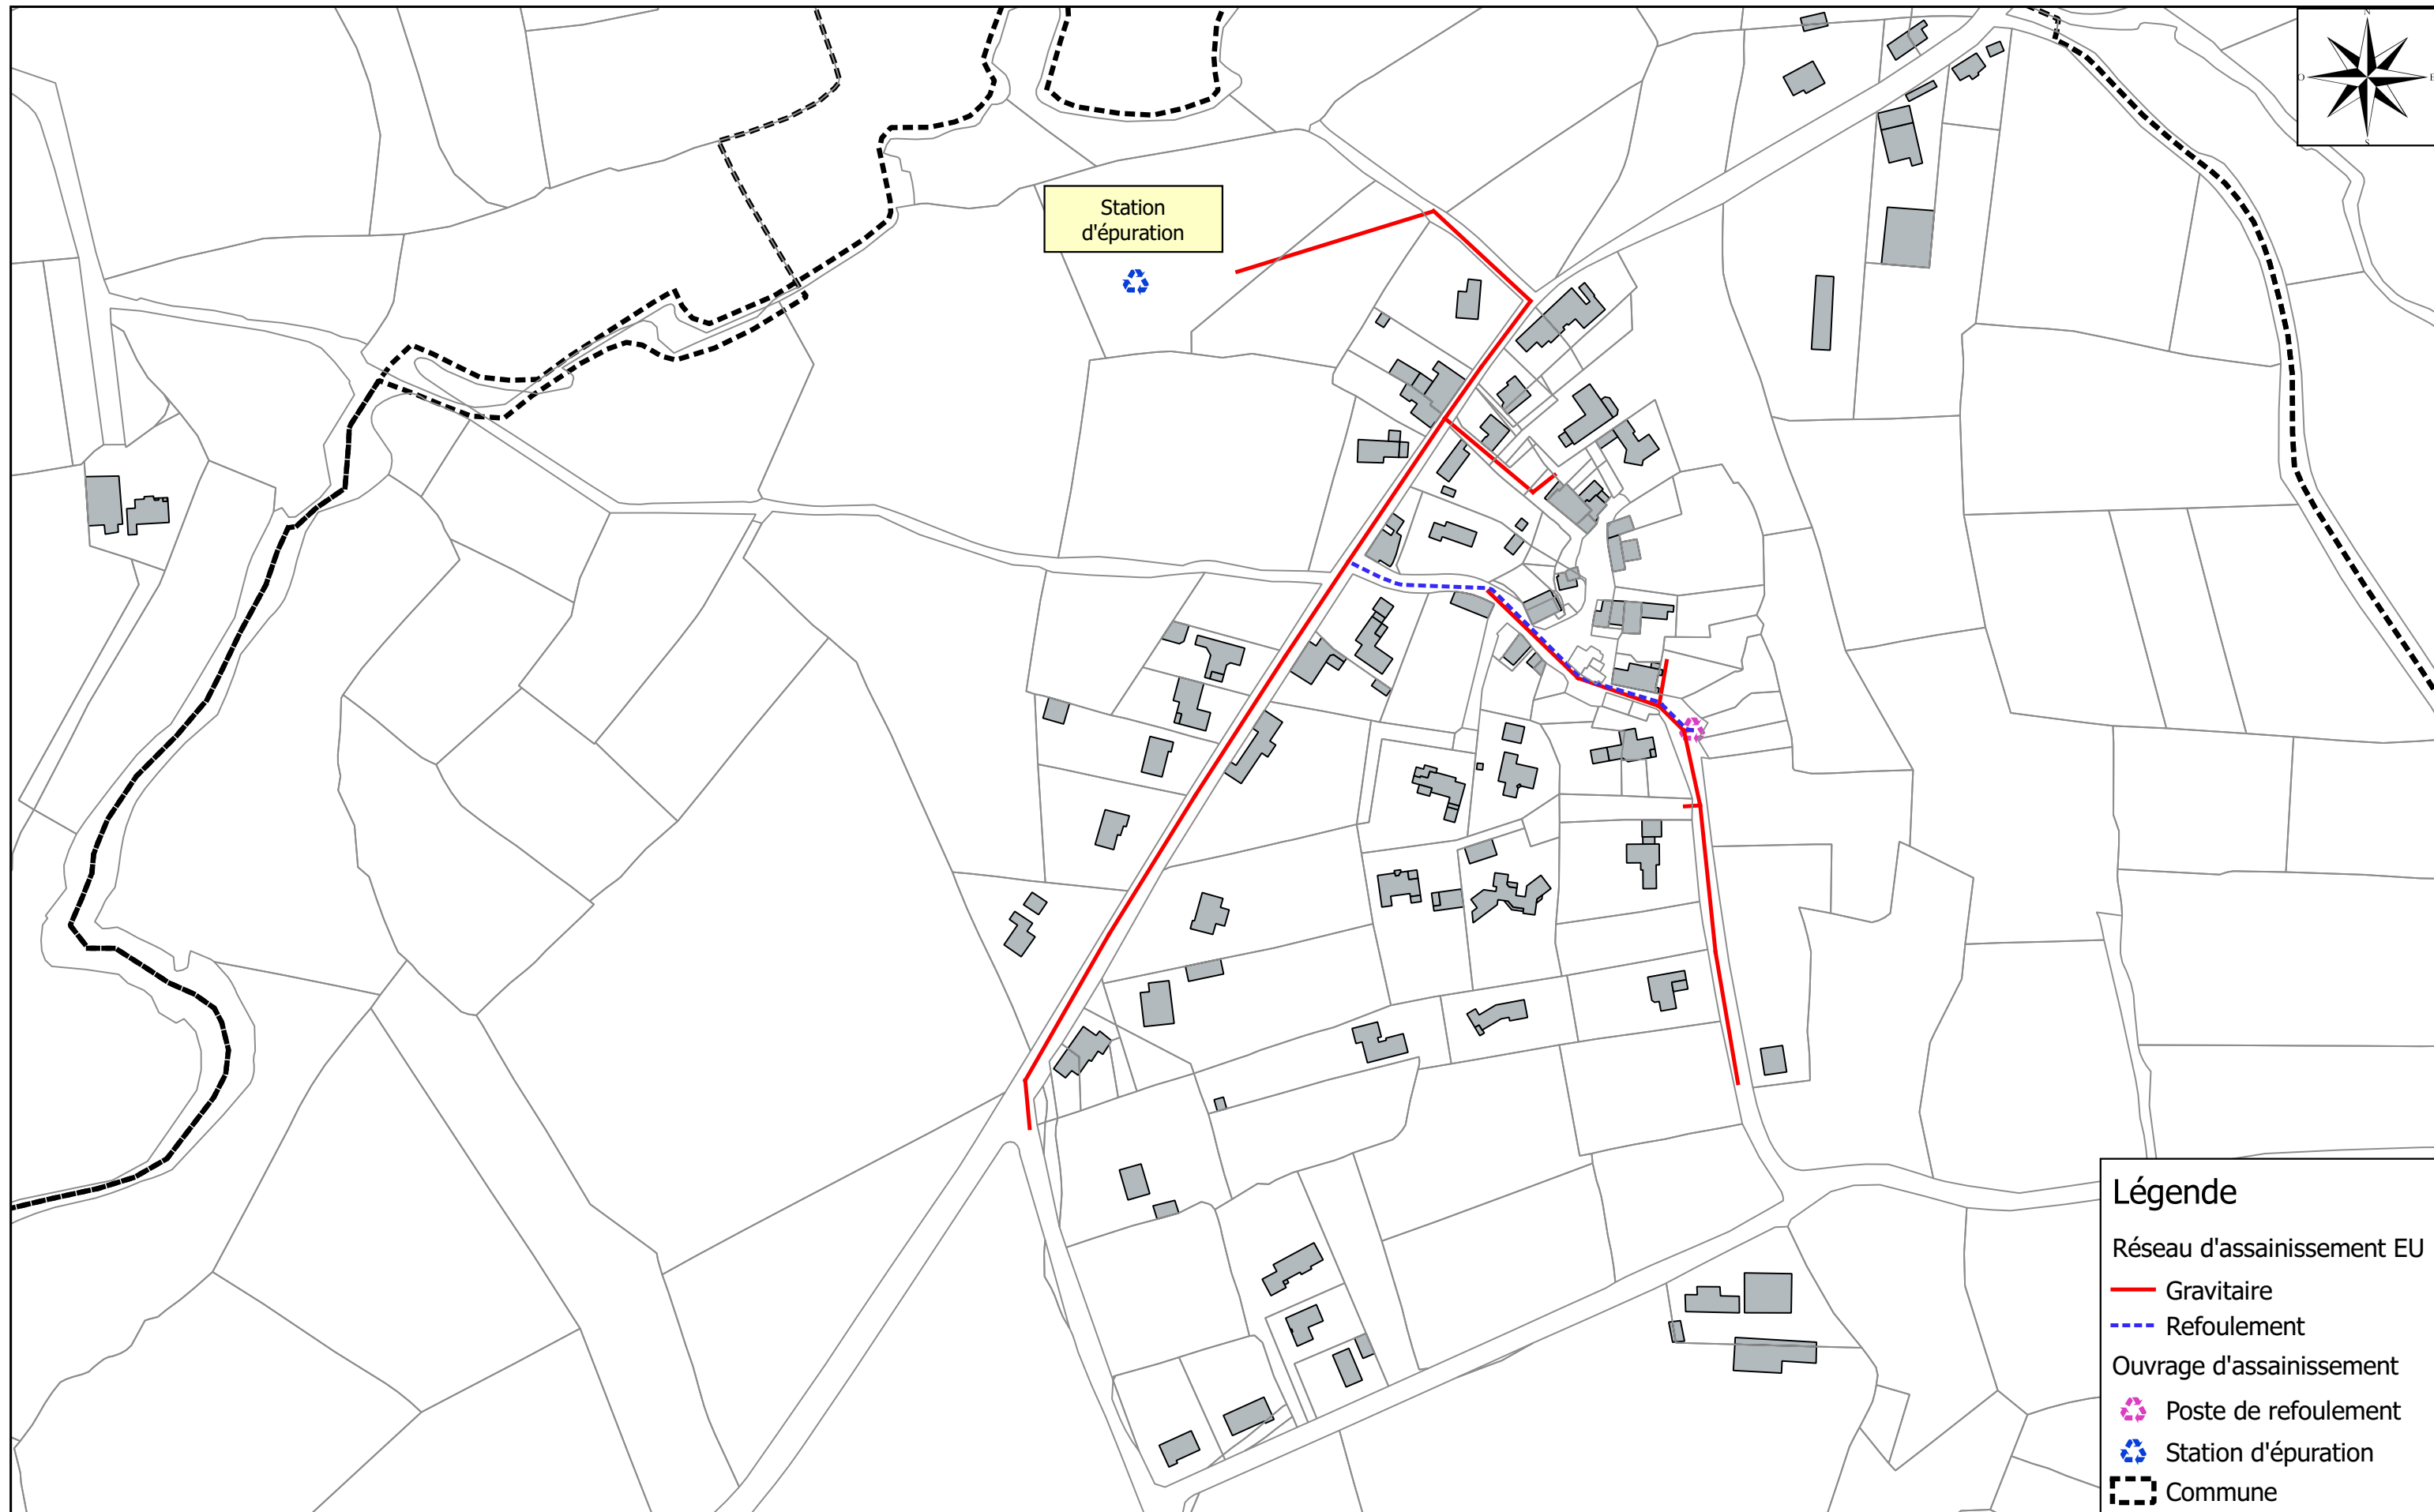 N
O
E
S
Station
d'épuration
Légende
Réseau d'assainissement EU
Gravitaire
Refoulement
Ouvrage d'assainissement
Poste de refoulement
Station d'épuration
Commune